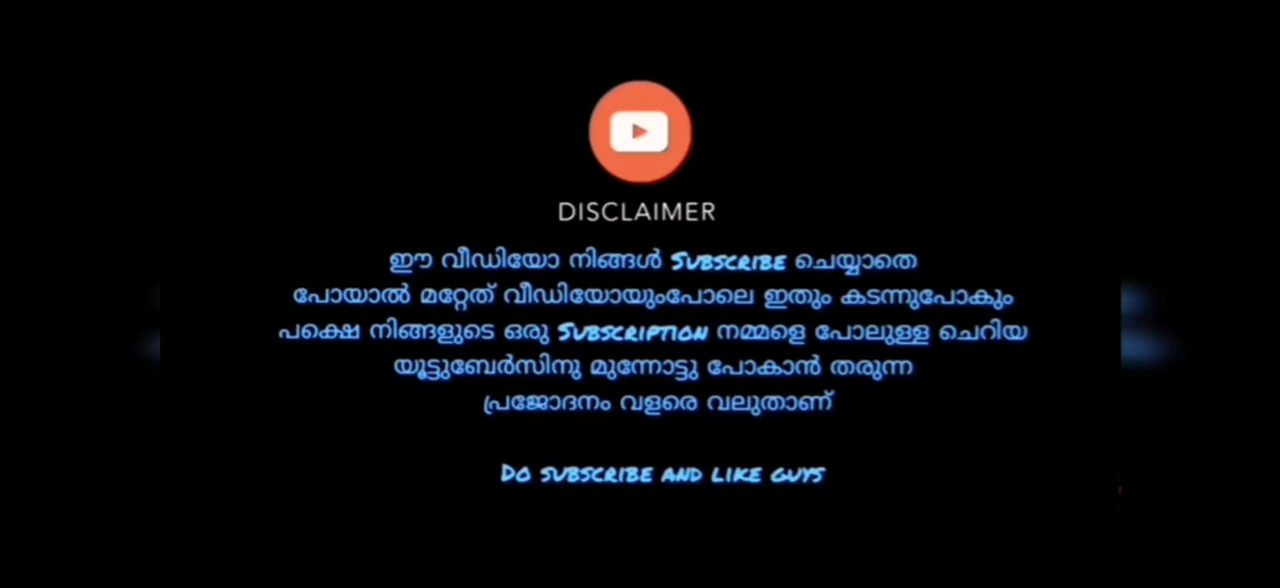 DISCLAIMER
ഈ വീഡിയോ നിങ്ങൾ SUBSCRIBE ചെയ്യാതെ
പോയാൽ മറ്റേത് വീഡിയോയുംപോലെ ഇതും കടന്നുപോകും
പക്ഷെ നിങ്ങളുടെ ഒരു SUBSCRIPTION നമ്മളെ പോലുള്ള ചെറിയ
യൂട്ടുബേർസിനു മുന്നോട്ടു പോകാൻ തരുന്ന
പ്രജോദനം വളരെ വലുതാണ്
DO SUBSCRIBE AND LIKE GUYS